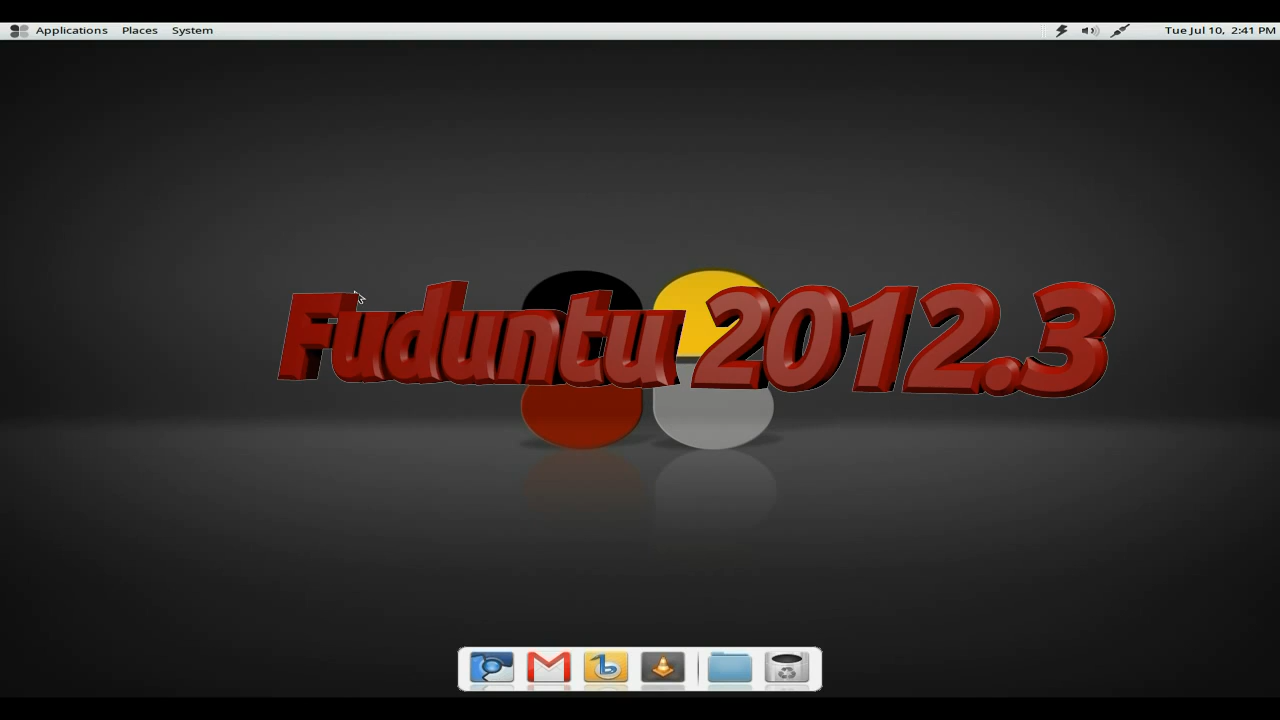 Applications Places System Tue Jul 10, 2:41 PM
Fuduntu 2012.3